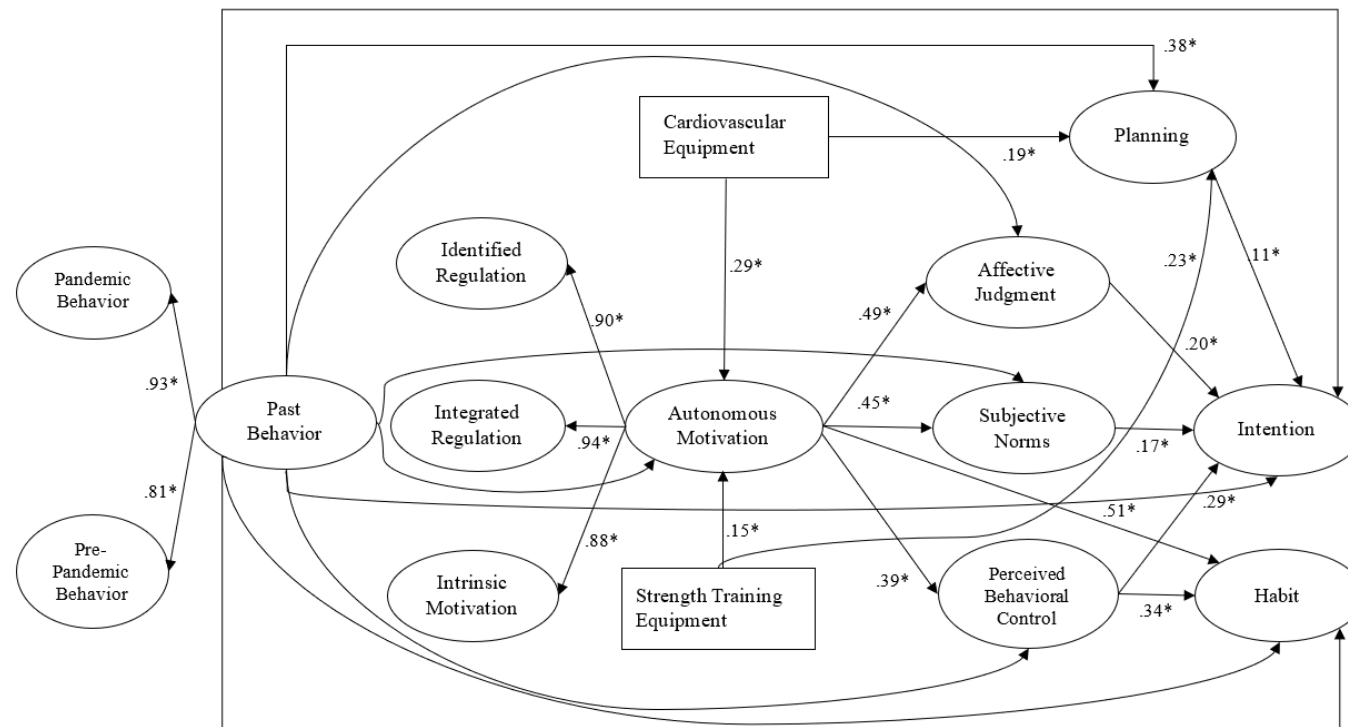 .38*
Cardiovascular
Equipment
Planning
.19*
Identified
Regulation
Affective
Judgment
Pandemic
Behavior
.29*
.23*
.11*
.90*
.49*
.20*
.93*
Past
Behavior
Integrated
Regulation
Autonomous
Motivation
.45*
Subjective
Norms
Intention
.94*
.17*
.81*
.51*
.29*
.15*
.88*
Pre-
Pandemic
Behavior
Intrinsic
Motivation
Strength Training
Equipment
.39*
Perceived
Behavioral
Control
.34*
Habit